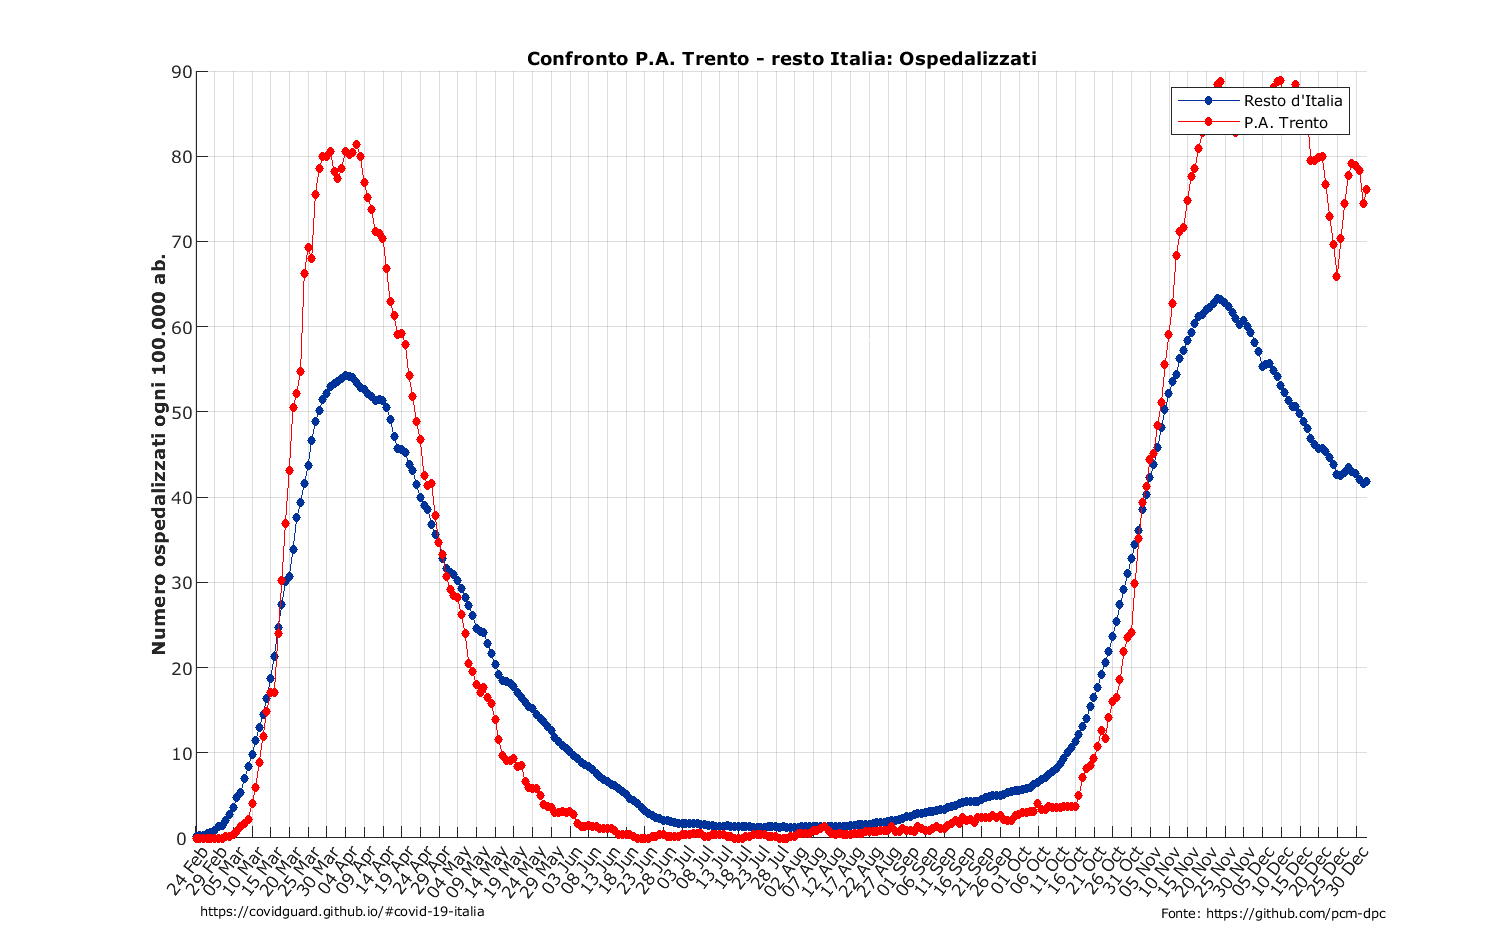 Confronto P.A. Trento - resto Italia: Ospedalizzati
Numero ospedalizzati ogni 100.000 ab.
90
80
70
60
50
40
30
20
10
0
Resto d'Italia
P.A. Trento
24 Feb
29 Feb
05 Mar
10 Mar
15 Mar
20 Mar
25 Mar
30 Mar
04 Apr
09 Apr
14 Apr
19 Apr
24 Apr
29 Apr
04 May
09 May
14 May
19 May
24 May
29 May
03 Jun
08 Jun
13 Jun
18 Jun
23 Jun
28 Jun
03 Jul
08 Jul
13 Jul
18 Jul
23 Jul
28 Jul
02 Aug
07 Aug
12 Aug
17 Aug
22 Aug
27 Aug
01 Sep
06 Sep
11 Sep
16 Sep
21 Sep
26 Sep
01 Oct
06 Oct
11 Oct
16 Oct
21 Oct
26 Oct
31 Oct
05 Nov
10 Nov
15 Nov
20 Nov
25 Nov
30 Nov
05 Dec
10 Dec
15 Dec
20 Dec
25 Dec
30 Dec
https://covidguard.github.io/#covid-19-italia
Fonte: https://github.com/pcm-dpc